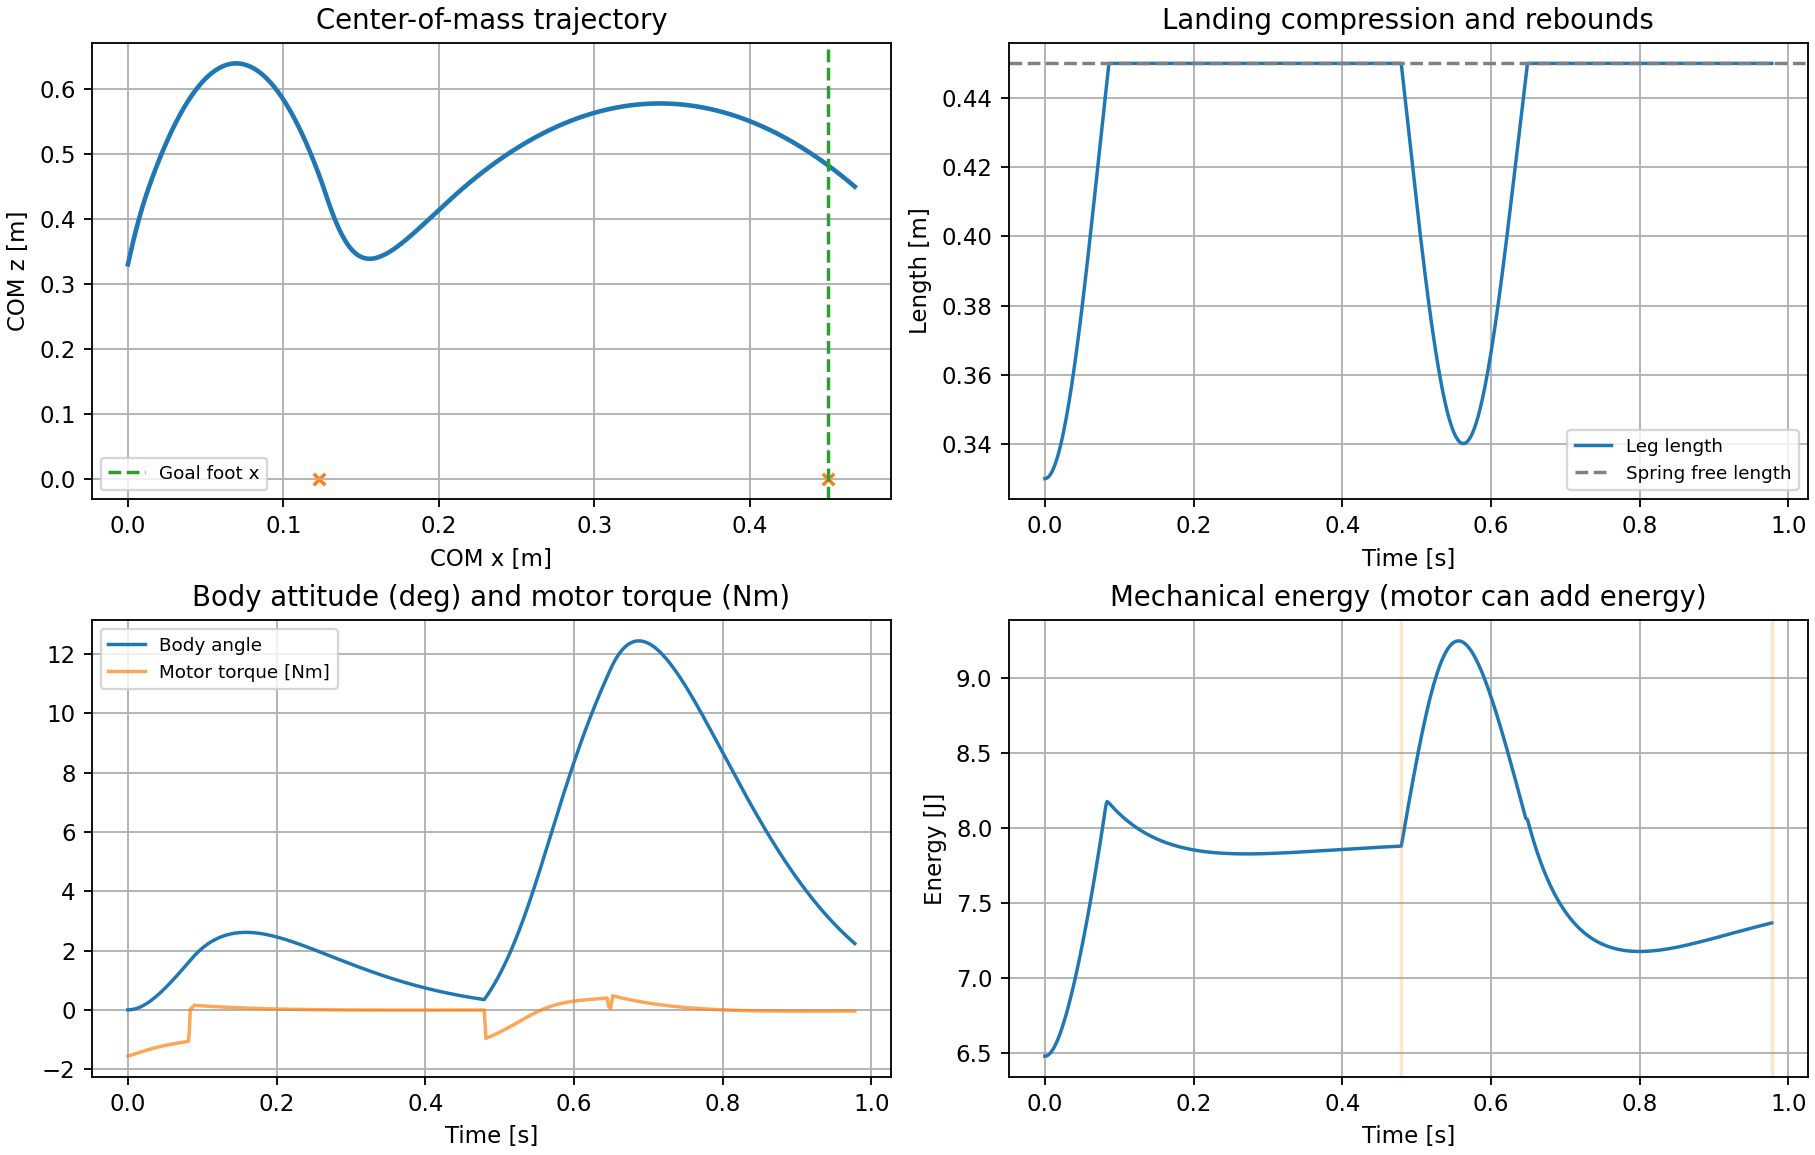 Center-of-mass trajectory
COM z [m]
0.6
0.5
0.4
0.3
0.2
0.1
0.0
Goal foot x
0.0 0.1 0.2 0.3 0.4
COM x [m]
Landing compression and rebounds
Length [m]
0.44
0.42
0.40
0.38
0.36
0.34
Leg length
Spring free length
0.0 0.2 0.4 0.6 0.8 1.0
Time [s]
Body attitude (deg) and motor torque (Nm)
Body angle
Motor torque [Nm]
12
10
8
6
4
2
0
−2
0.0 0.2 0.4 0.6 0.8 1.0
Time [s]
Mechanical energy (motor can add energy)
Energy [J]
9.0
8.5
8.0
7.5
7.0
6.5
0.0 0.2 0.4 0.6 0.8 1.0
Time [s]